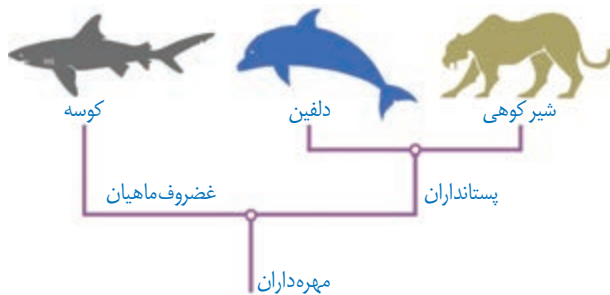 شیر کوهی
دلفین
کوسه
پستانداران
غضروف‌ماهیان
مهره‌داران